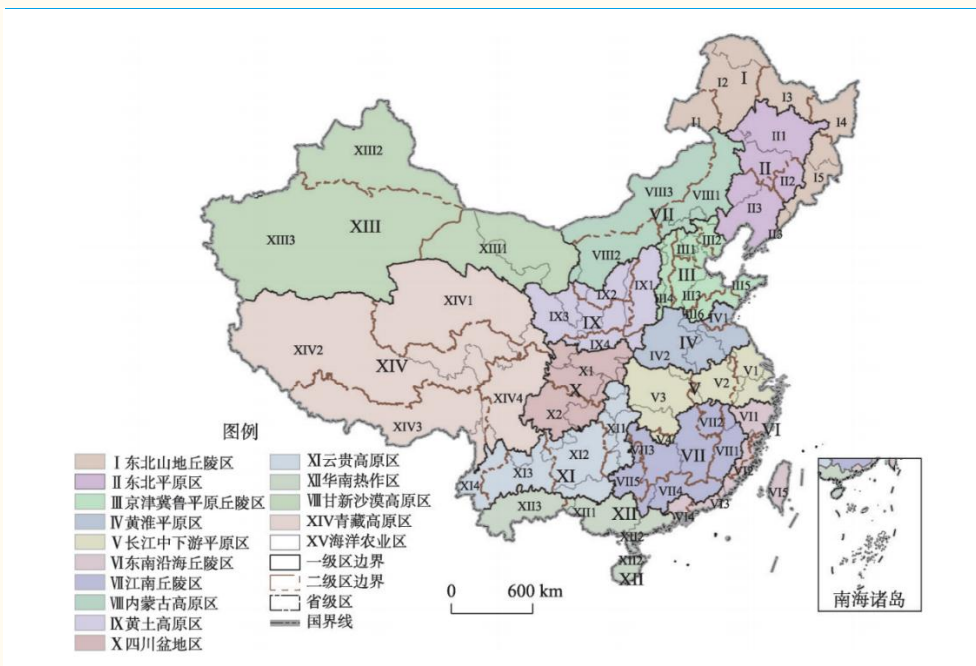 I2
I
I3
I1
I4
II1
XIII2
II
II2
I5
VIII3
VIII1
II3
VII
XIII
III2
II3
XIII3
XIII1
III1
VIII2
III
IX1
III5
XIV1
IX2
III4
III3
IX3
IX
III6
IV1
IX4
IV
XIV2
IV2
XIV
X1
V1
X
V
V2
XIV4
V3
X2
VI1
XIV3
XI1
V4
VII2
VI
图例
VII3
VII
VII1
XI2
VI2
XI3
XI
XI4
VII5
VII4
VI5
VI3
XII3
XII1
XII
VI4
XII2
XII2
XII
Ⅰ东北山地丘陵区
Ⅱ东北平原区
Ⅲ京津冀鲁平原丘陵区
Ⅳ黄淮平原区
Ⅴ长江中下游平原区
Ⅵ东南沿海丘陵区
Ⅶ江南丘陵区
Ⅷ内蒙古高原区
Ⅸ黄土高原区
Ⅹ四川盆地区
Ⅺ云贵高原区
Ⅻ华南热作区
Ⅷ甘新沙漠高原区
XIV青藏高原区
XV海洋农业区
一级区边界
二级区边界
省级区
国界线
0 600 km
南海诸岛